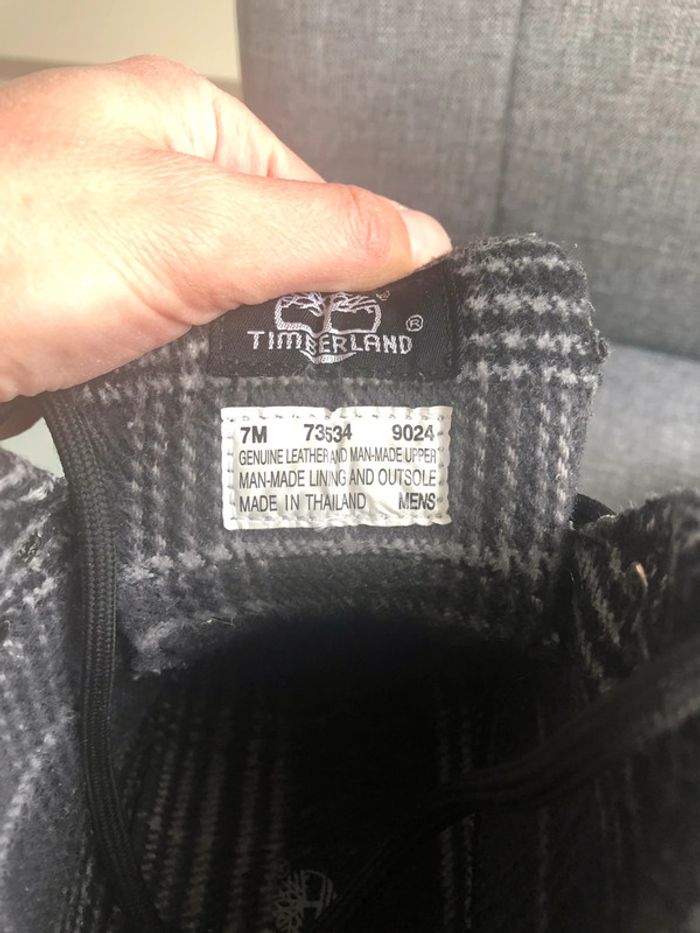 TIMBERLAND ®
7M 73534 9024
GENUINE LEATHER AND MAN-MADE UPPER
MAN-MADE LINING AND OUTSOLE
MADE IN THAILAND MENS